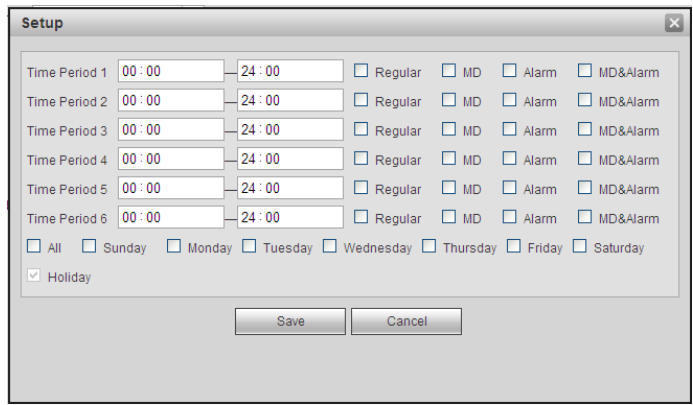 Setup
Time Period 1 00:00 — 24:00 Regular MD Alarm MD&Alarm
Time Period 2 00:00 — 24:00 Regular MD Alarm MD&Alarm
Time Period 3 00:00 — 24:00 Regular MD Alarm MD&Alarm
Time Period 4 00:00 — 24:00 Regular MD Alarm MD&Alarm
Time Period 5 00:00 — 24:00 Regular MD Alarm MD&Alarm
Time Period 6 00:00 — 24:00 Regular MD Alarm MD&Alarm
All Sunday Monday Tuesday Wednesday Thursday Friday Saturday
Holiday
Save Cancel